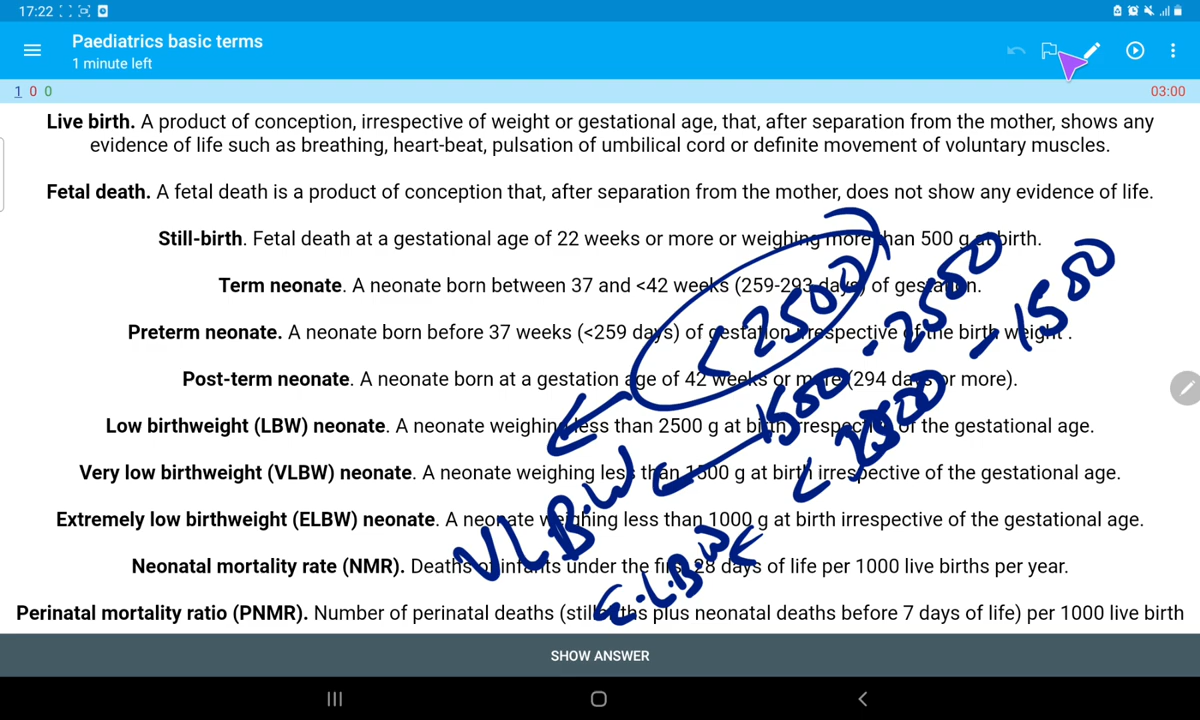 17:22
Paediatrics basic terms
1 minute left
1 0 0
03:00
Live birth. A product of conception, irrespective of weight or gestational age, that, after separation from the mother, shows any
evidence of life such as breathing, heart-beat, pulsation of umbilical cord or definite movement of voluntary muscles.
Fetal death. A fetal death is a product of conception that, after separation from the mother, does not show any evidence of life.
Still-birth. Fetal death at a gestational age of 22 weeks or more or weighing more than 500 g at birth.
Term neonate. A neonate born between 37 and <42 weeks (259-293 days) of gestation.
Preterm neonate. A neonate born before 37 weeks (<259 days) of gestation irrespective of the birth weight.
Post-term neonate. A neonate born at a gestation age of 42 weeks or more (294 days or more).
Low birthweight (LBW) neonate. A neonate weighing less than 2500 g at birth irrespective of the gestational age.
Very low birthweight (VLBW) neonate. A neonate weighing less than 1500 g at birth irrespective of the gestational age.
Extremely low birthweight (ELBW) neonate. A neonate weighing less than 1000 g at birth irrespective of the gestational age.
Neonatal mortality rate (NMR). Deaths of infants under the first 28 days of life per 1000 live births per year.
Perinatal mortality ratio (PNMR). Number of perinatal deaths (stillbirths plus neonatal deaths before 7 days of life) per 1000 live birth
<2500
1500-2500
-1500
<
VLB.W
E.L.B.W
SHOW ANSWER